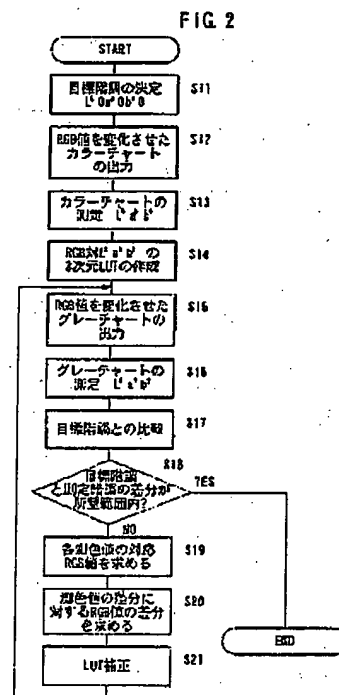 FIG. 2
START
目標階調の決定
L* 0a* 0b* 0
S11
RGB値を変化させた
カラーチャート
の出力
S12
カラーチャートの
測定 L* a* b*
S13
RGB対L* a* b* の
3次元LUTの作成
S14
RGB値を変化させた
グレーチャートの
出力
S15
グレーチャートの
測定 L* a* b*
S16
目標階調との比較
S17
S18
目標階調
と測定階調の差分が
所望範囲内?
YES
NO
各測色値の対応
RGB値を求める
S19
測色値の差分に
対するRGB値の差分
を求める
S20
LUT補正
S21
END